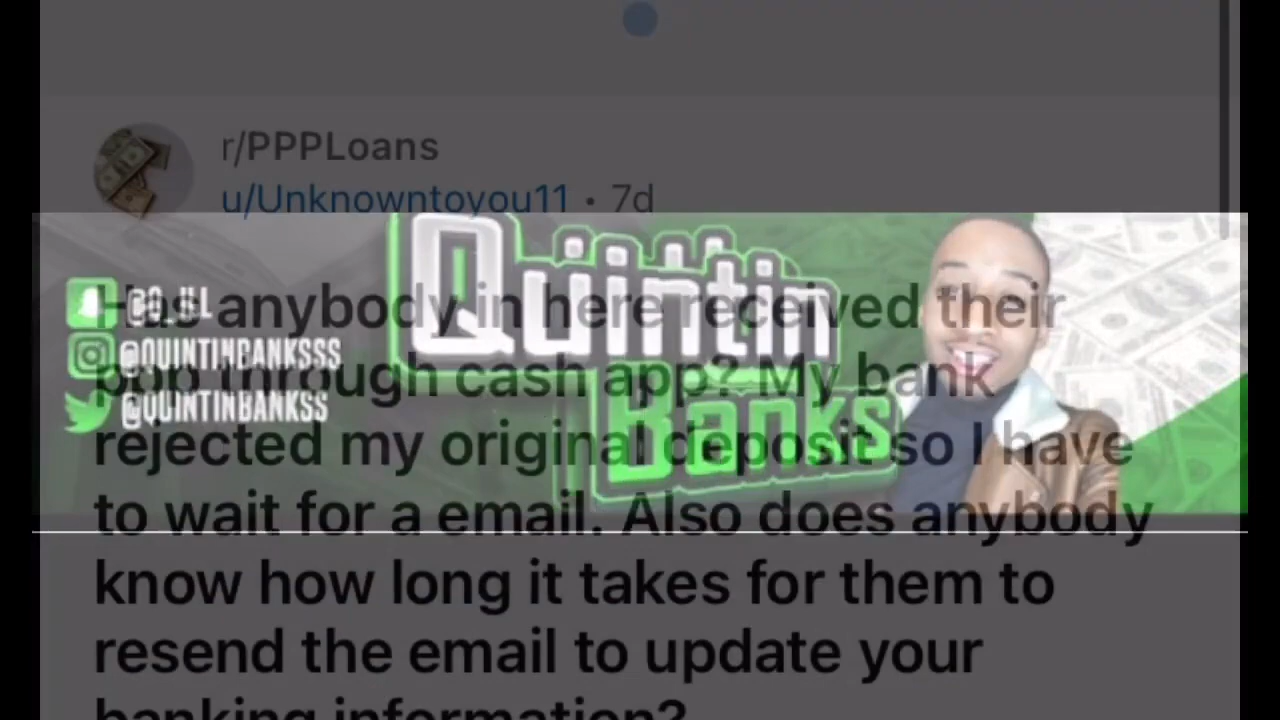 r/PPPLoans
u/Unknowntoyou11 • 7d
Quintin
Banks
@QUINTINBANKSSS
@QUINTINBANKSS
Has anybody in here received their
ppp through cash app? My bank
rejected my original deposit so I have
to wait for a email. Also does anybody
know how long it takes for them to
resend the email to update your
banking information?